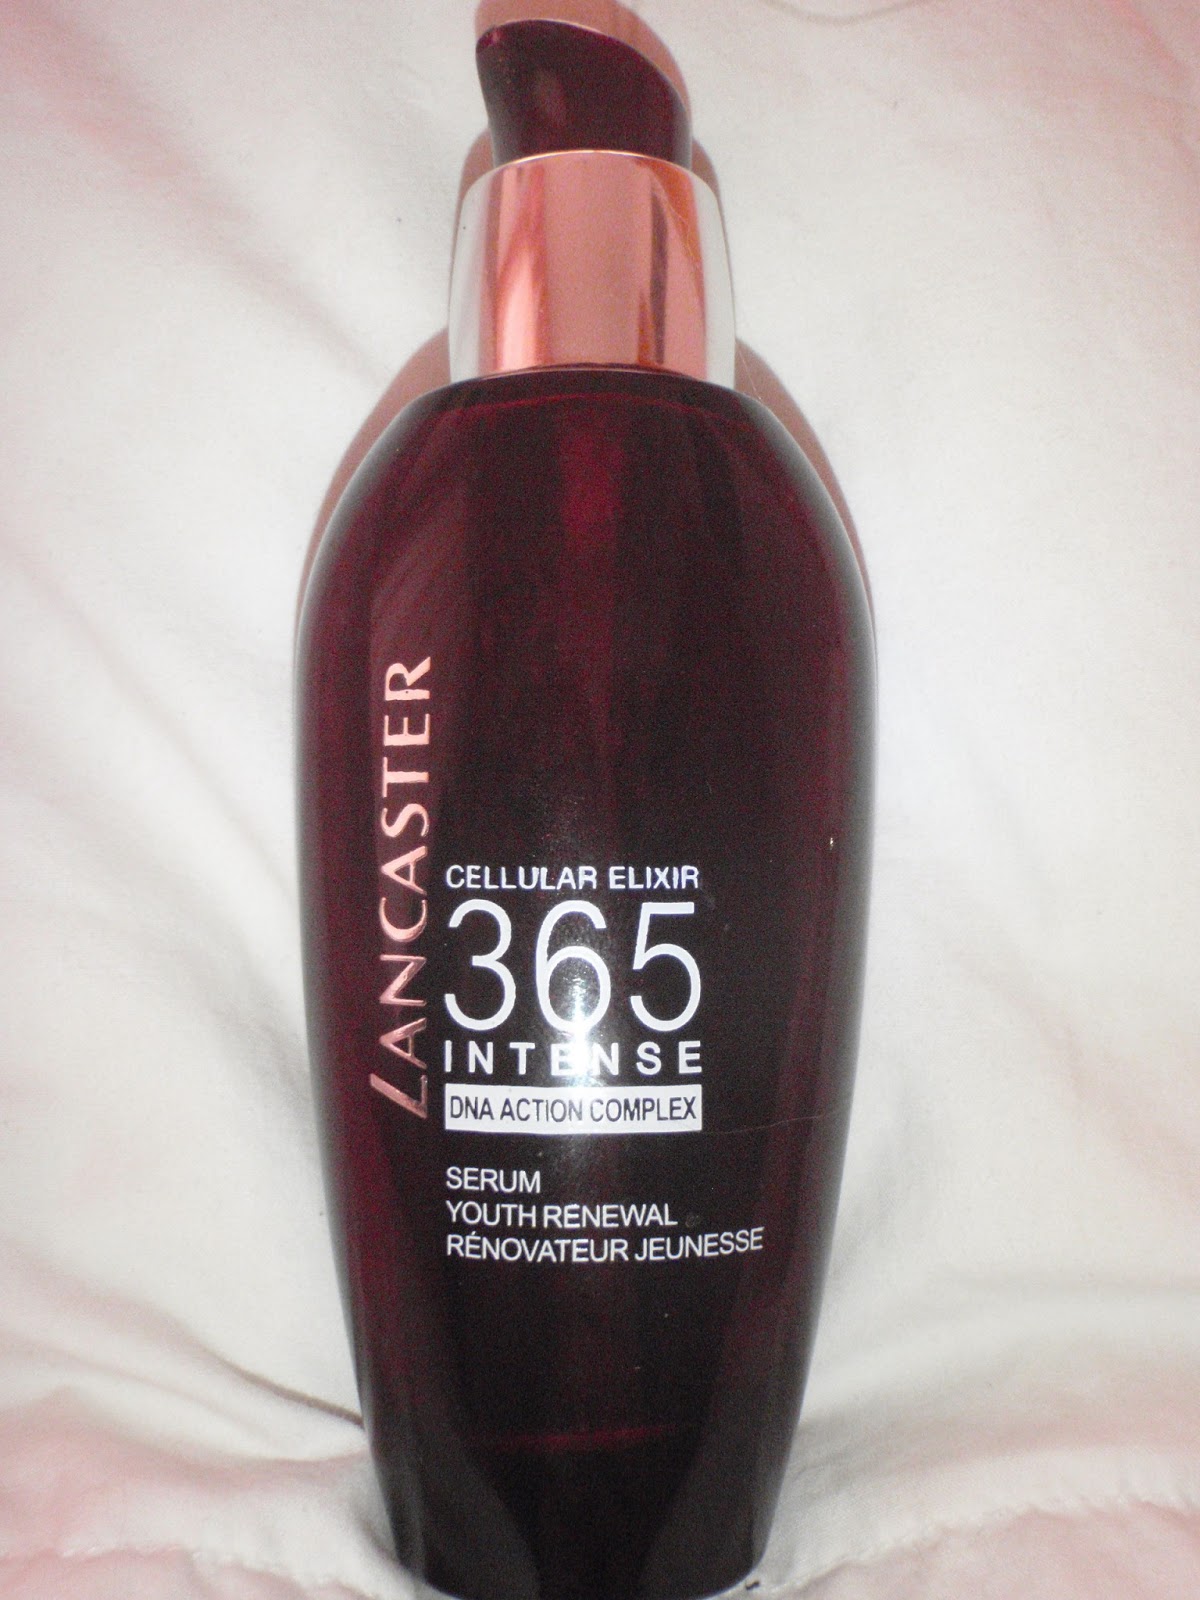 LANCASTER
CELLULAR ELIXIR
365
INTENSE
DNA ACTION COMPLEX
SERUM
YOUTH RENEWAL
RÉNOVATEUR JEUNESSE